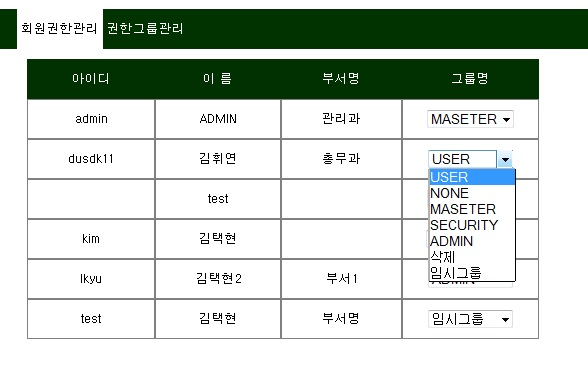 회원권한관리 권한그룹관리
아이디 이 름 부서명 그룹명
admin ADMIN 관리과 MASETER
dusdk11 김휘연 총무과 USER
USER
NONE
MASETER
SECURITY
ADMIN
삭제
임시그룹
test
kim 김택현
lkyu 김택현2 부서1 ADMIN
test 김택현 부서명 임시그룹